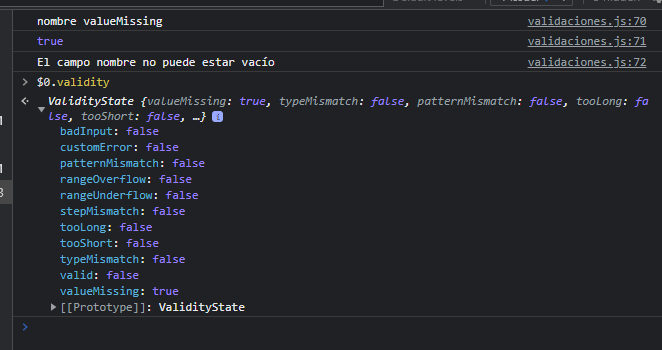 nombre valueMissing validaciones.js:70
true validaciones.js:71
El campo nombre no puede estar vacío validaciones.js:72
> $0.validity
ValidityState {valueMissing: true, typeMismatch: false, patternMismatch: false, tooLong: fa
lse, tooShort: false, …} i
badInput: false
customError: false
patternMismatch: false
rangeOverflow: false
rangeUnderflow: false
stepMismatch: false
tooLong: false
tooShort: false
typeMismatch: false
valid: false
valueMissing: true
[[Prototype]]: ValidityState
>